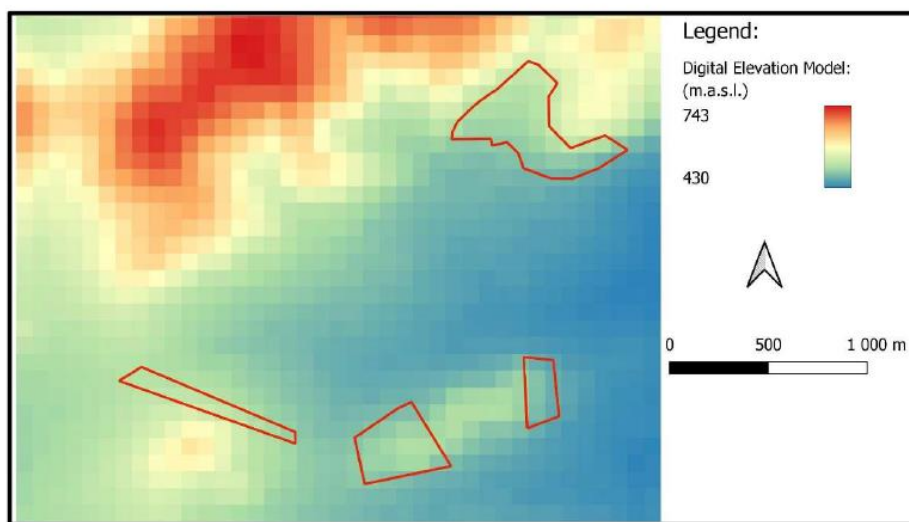 Legend:
Digital Elevation Model:
(m.a.s.l.)
743
430
0 500 1 000 m